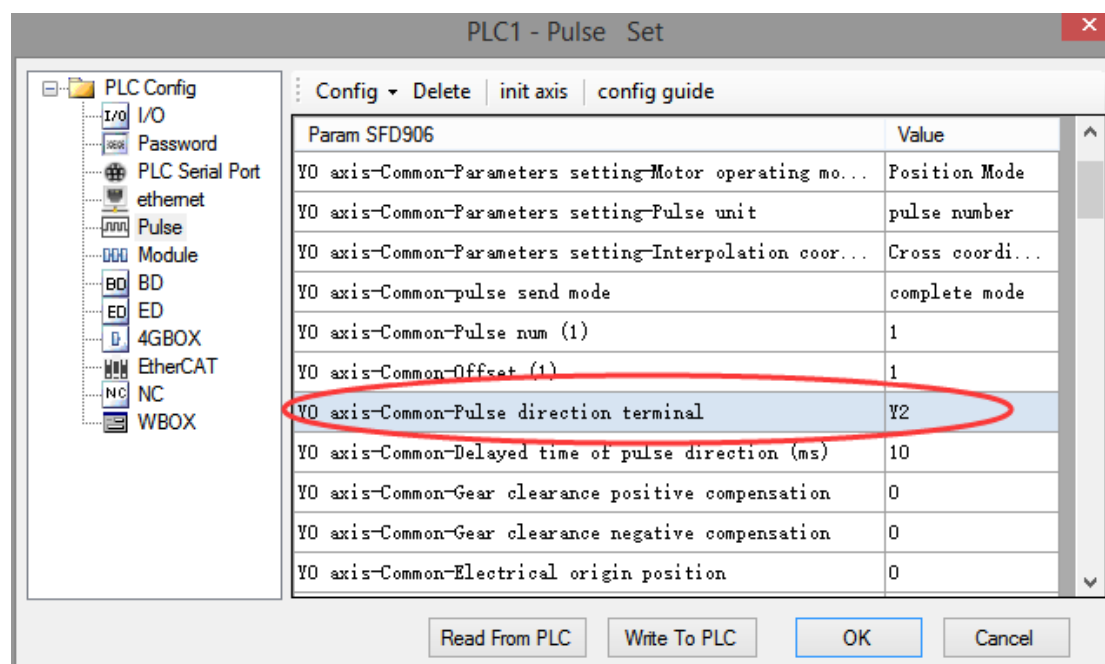 PLC1 - Pulse Set
PLC Config
I/O I/O
Password
PLC Serial Port
ethernet
Pulse
Module
BD BD
ED ED
4GBOX
EtherCAT
NC NC
WBOX
Config Delete init axis config guide
Param SFD906 Value
Y0 axis-Common-Parameters setting-Motor operating mo... Position Mode
Y0 axis-Common-Parameters setting-Pulse unit pulse number
Y0 axis-Common-Parameters setting-Interpolation coor... Cross coordi...
Y0 axis-Common-pulse send mode complete mode
Y0 axis-Common-Pulse num (1) 1
Y0 axis-Common-Offset (1) 1
Y0 axis-Common-Pulse direction terminal Y2
Y0 axis-Common-Delayed time of pulse direction (ms) 10
Y0 axis-Common-Gear clearance positive compensation 0
Y0 axis-Common-Gear clearance negative compensation 0
Y0 axis-Common-Electrical origin position 0
Read From PLC Write To PLC OK Cancel